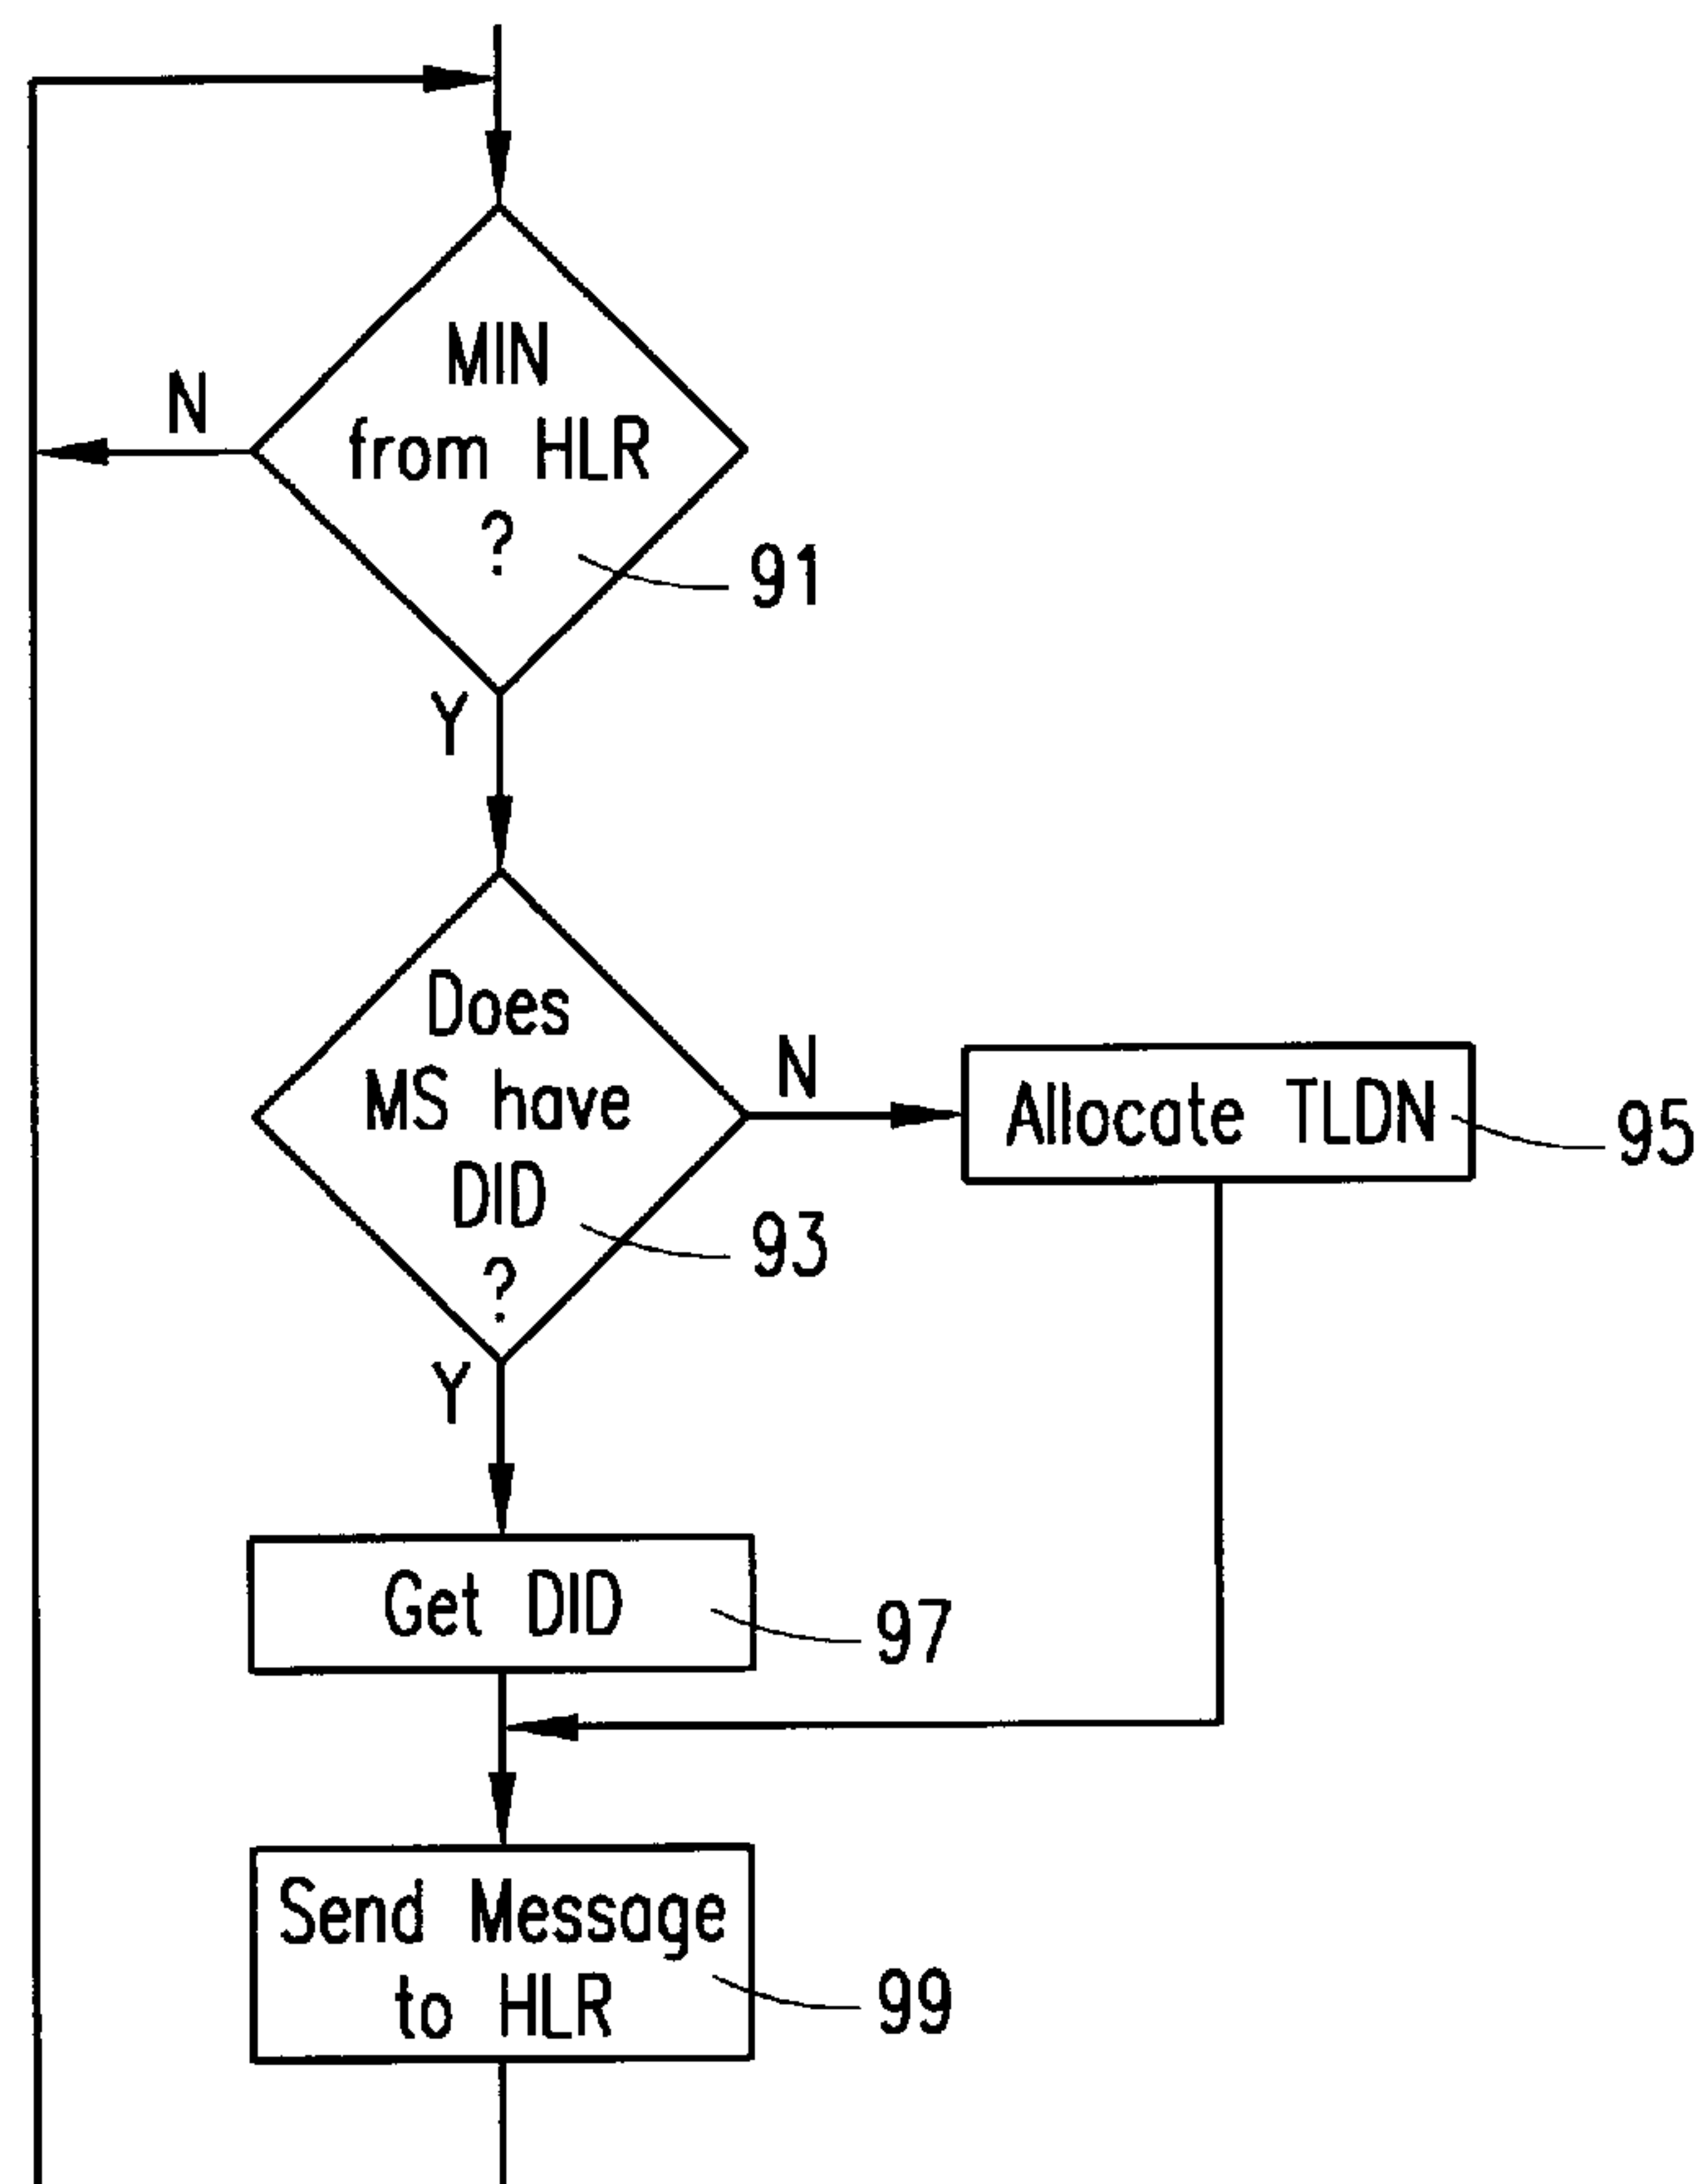 MIN
from HLR
?
N
91
Y
Does
MS have
DID
?
N
93
Allocate TLDN
95
Y
Get DID
97
Send Message
to HLR
99